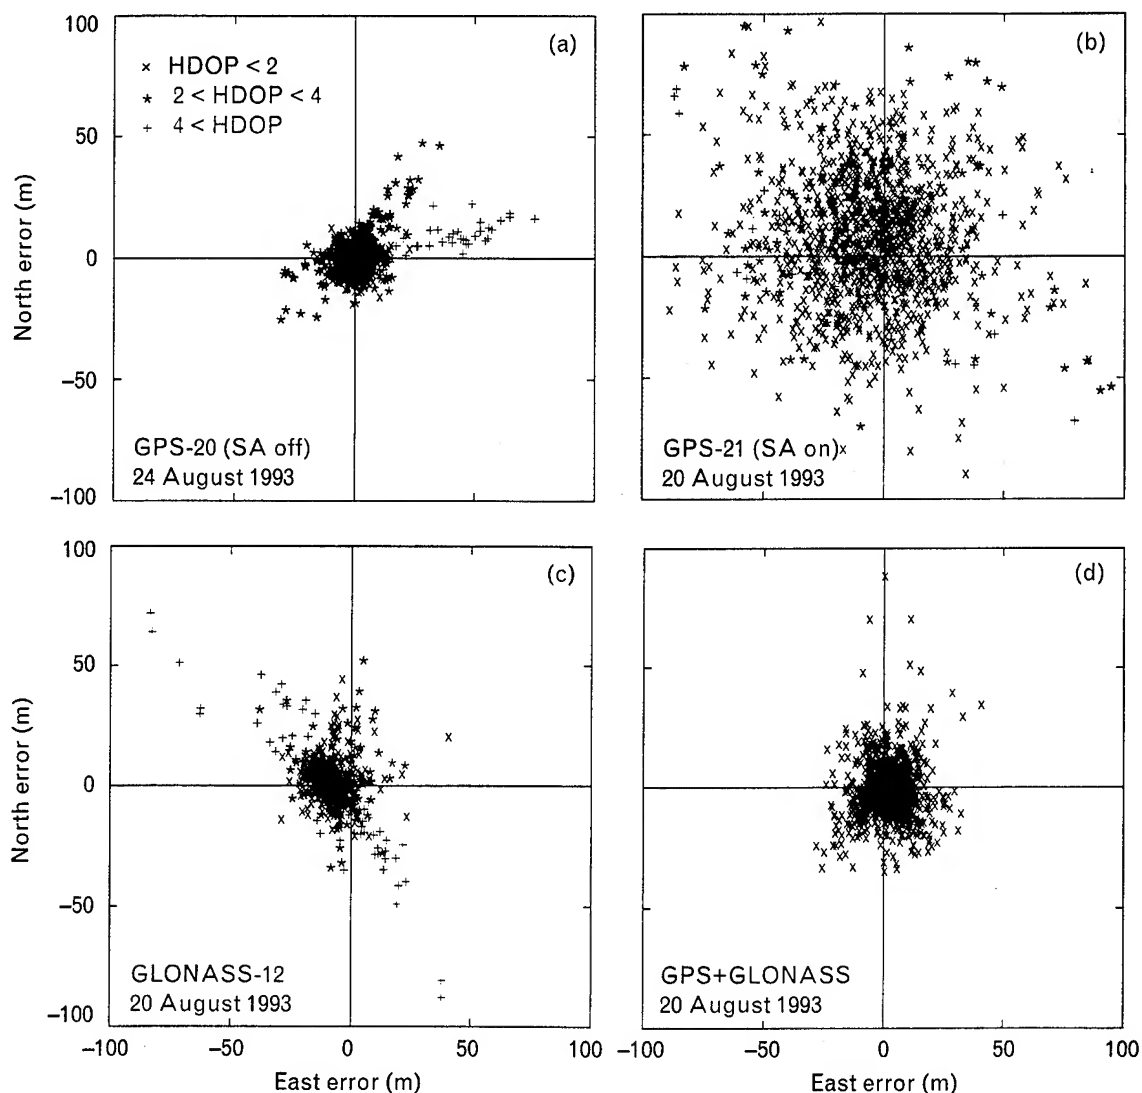 100
(a)
× HDOP < 2
* 2 < HDOP < 4
+ 4 < HDOP
50
North error (m)
0
−50
GPS-20 (SA off)
24 August 1993
−100
(b)
GPS-21 (SA on)
20 August 1993
100
(c)
50
North error (m)
0
−50
GLONASS-12
20 August 1993
−100
−100 −50 0 50 100
East error (m)
(d)
GPS+GLONASS
20 August 1993
−100 −50 0 50 100
East error (m)